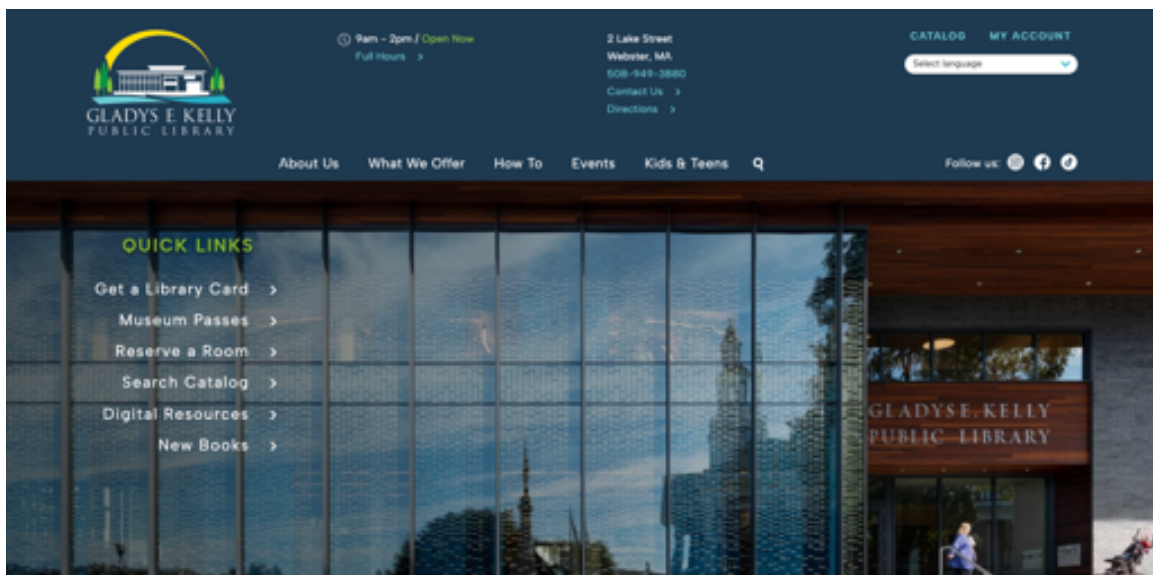 GLADYS E. KELLY
PUBLIC LIBRARY
9am - 2pm / Open Now
Full Hours >
2 Lake Street
Webster, MA
508-949-3880
Contact Us >
Directions >
CATALOG MY ACCOUNT
Select language
About Us What We Offer How To Events Kids & Teens
Follow us:
QUICK LINKS
Get a Library Card >
Museum Passes >
Reserve a Room >
Search Catalog >
Digital Resources >
New Books >
GLADYS E. KELLY
PUBLIC LIBRARY